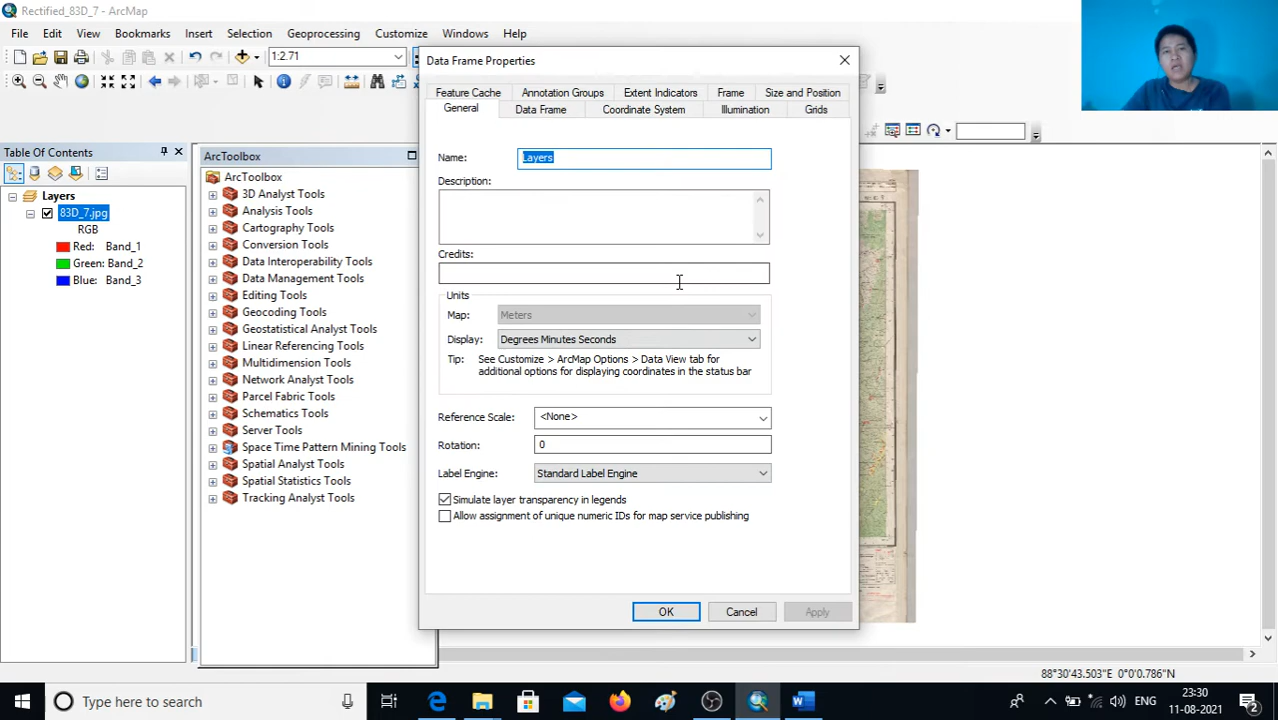 Rectified_83D_7 - ArcMap
File Edit View Bookmarks Insert Selection Geoprocessing Customize Windows Help
1:2.71
Data Frame Properties
Feature Cache Annotation Groups Extent Indicators Frame Size and Position
General Data Frame Coordinate System Illumination Grids
Table Of Contents
Layers
83D_7.jpg
RGB
Red: Band_1
Green: Band_2
Blue: Band_3
ArcToolbox
ArcToolbox
3D Analyst Tools
Analysis Tools
Cartography Tools
Conversion Tools
Data Interoperability Tools
Data Management Tools
Editing Tools
Geocoding Tools
Geostatistical Analyst Tools
Linear Referencing Tools
Multidimension Tools
Network Analyst Tools
Parcel Fabric Tools
Schematics Tools
Server Tools
Space Time Pattern Mining Tools
Spatial Analyst Tools
Spatial Statistics Tools
Tracking Analyst Tools
Name: Layers
Description:
Credits:
Units
Map: Meters
Display: Degrees Minutes Seconds
Tip: See Customize > ArcMap Options > Data View tab for
additional options for displaying coordinates in the status bar
Reference Scale: <None>
Rotation: 0
Label Engine: Standard Label Engine
Simulate layer transparency in legends
Allow assignment of unique numeric IDs for map service publishing
OK Cancel Apply
88°30'43.503"E 0°0'0.786"N
Type here to search
ENG
23:30
11-08-2021
2